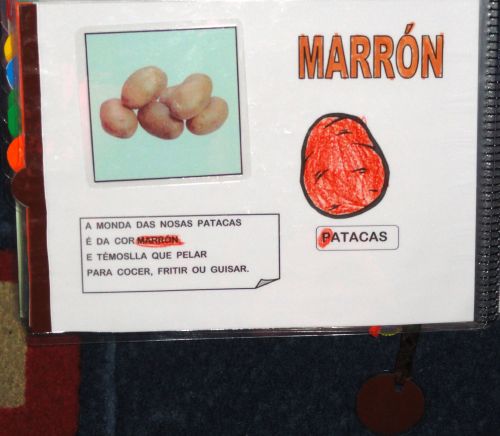 MARRÓN
A MONDA DAS NOSAS PATACAS
É DA COR MARRÓN,
E TÉMOSLLA QUE PELAR
PARA COCER, FRITIR OU GUISAR.
PATACAS